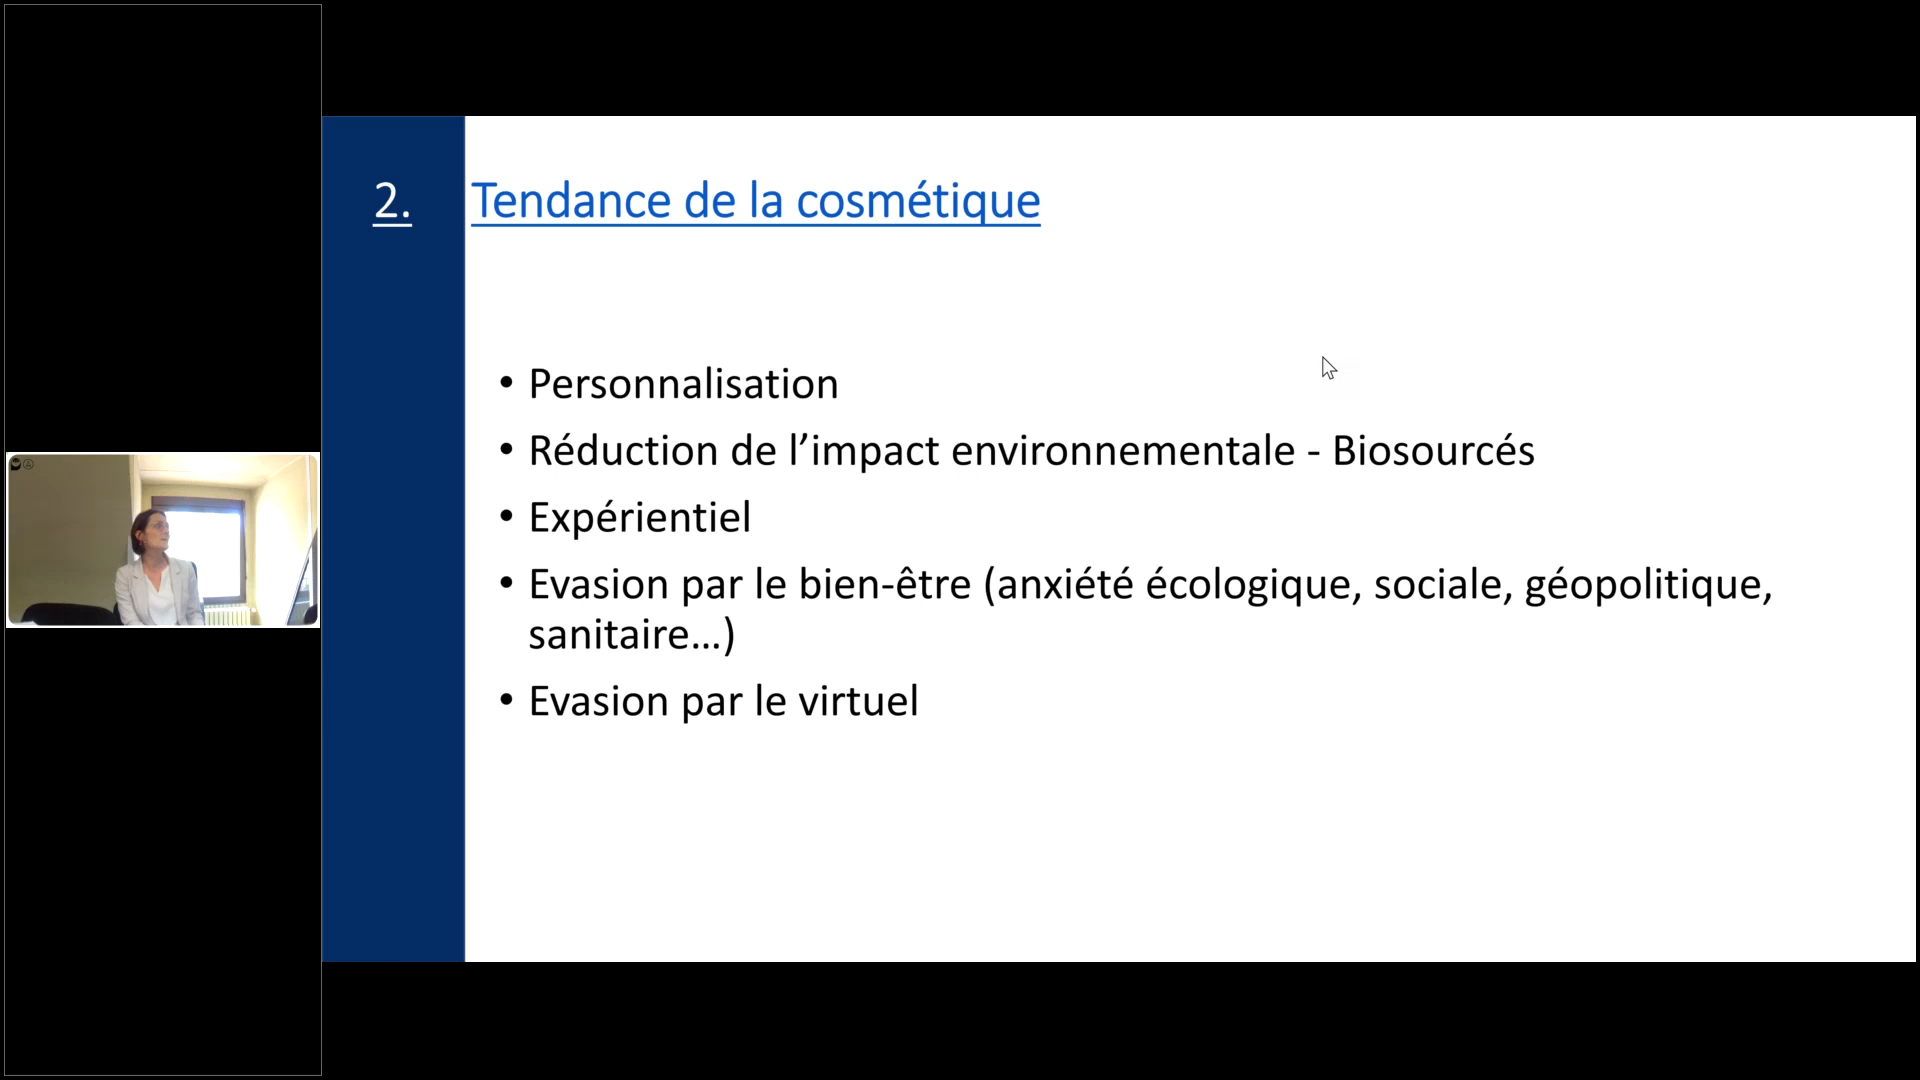 2. Tendance de la cosmétique
• Personnalisation
• Réduction de l’impact environnementale - Biosourcés
• Expérientiel
• Evasion par le bien-être (anxiété écologique, sociale, géopolitique,
sanitaire...)
• Evasion par le virtuel